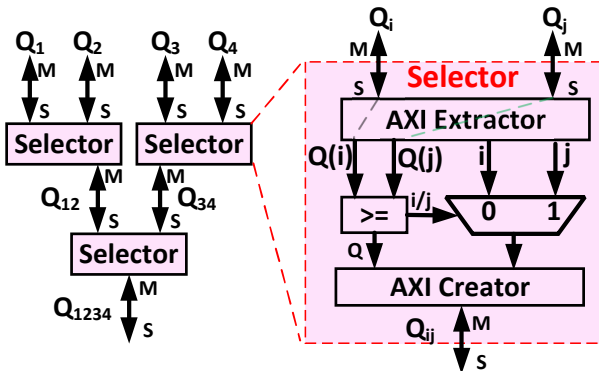 Q1 Q2 Q3 Q4
M M M M
S S S S
Selector Selector
M M
Q12 Q34
S S
Selector
M
Q1234
S
Qi Qj
M M
Selector
S S
AXI Extractor
Q(i) Q(j) i j
>= i/j 0 1
Q
AXI Creator
Qij M
S